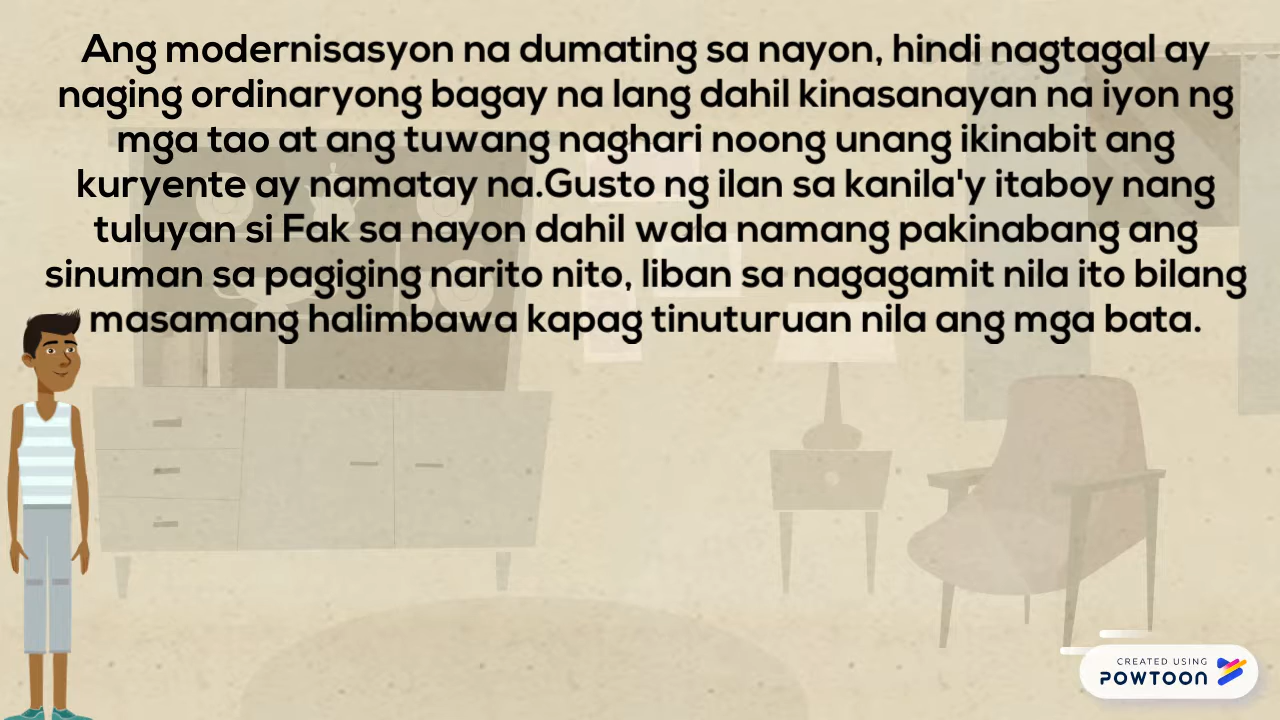 Ang modernisasyon na dumating sa nayon, hindi nagtagal ay
naging ordinaryong bagay na lang dahil kinasanayan na iyon ng
mga tao at ang tuwang naghari noong unang ikinabit ang
kuryente ay namatay na.Gusto ng ilan sa kanila'y itaboy nang
tuluyan si Fak sa nayon dahil wala namang pakinabang ang
sinuman sa pagiging narito nito, liban sa nagagamit nila ito bilang
masamang halimbawa kapag tinuturuan nila ang mga bata.
CREATED USING
POWTOON